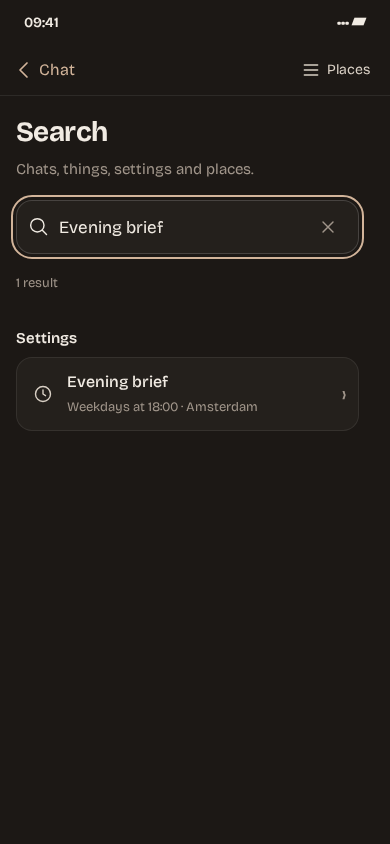 09:41
Chat
Places
Search
Chats, things, settings and places.
Evening brief
1 result
Settings
Evening brief
Weekdays at 18:00 · Amsterdam